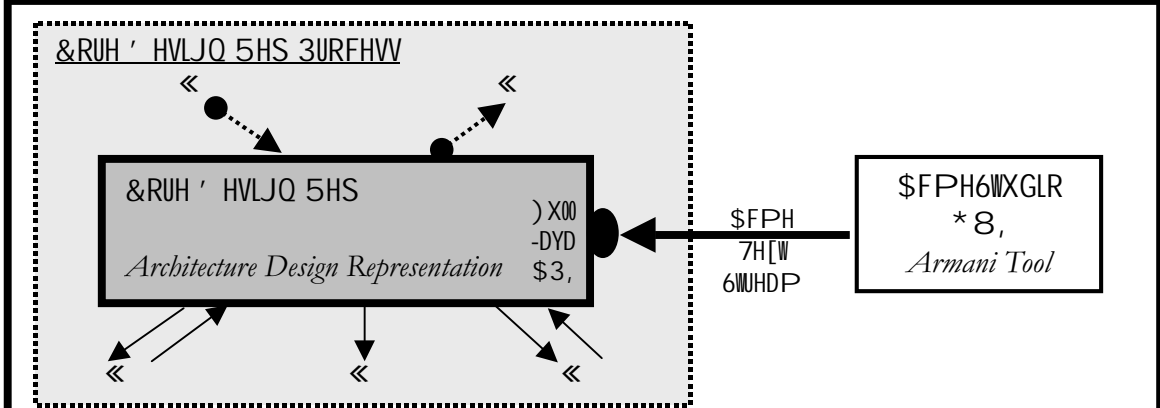 &RUH ' HVLJQ 5HS 3URFHVV
« «
&RUH ' HVLJQ 5HS
) XOO
-DYD
$3,
Architecture Design Representation
« « «
$FPH
7H[W
6WUHDP
$FPH6WXGLR
*8,
Armani Tool